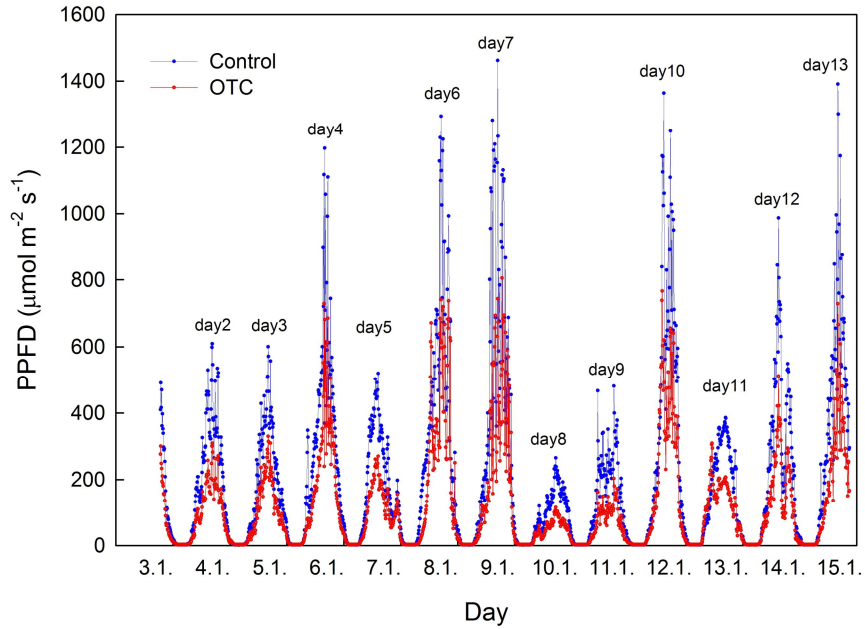 1600
1400
1200
1000
800
600
400
200
0
PPFD (μmol m⁻² s⁻¹)
Control
OTC
day2
day3
day4
day5
day6
day7
day8
day9
day10
day11
day12
day13
3.1. 4.1. 5.1. 6.1. 7.1. 8.1. 9.1. 10.1. 11.1. 12.1. 13.1. 14.1. 15.1.
Day